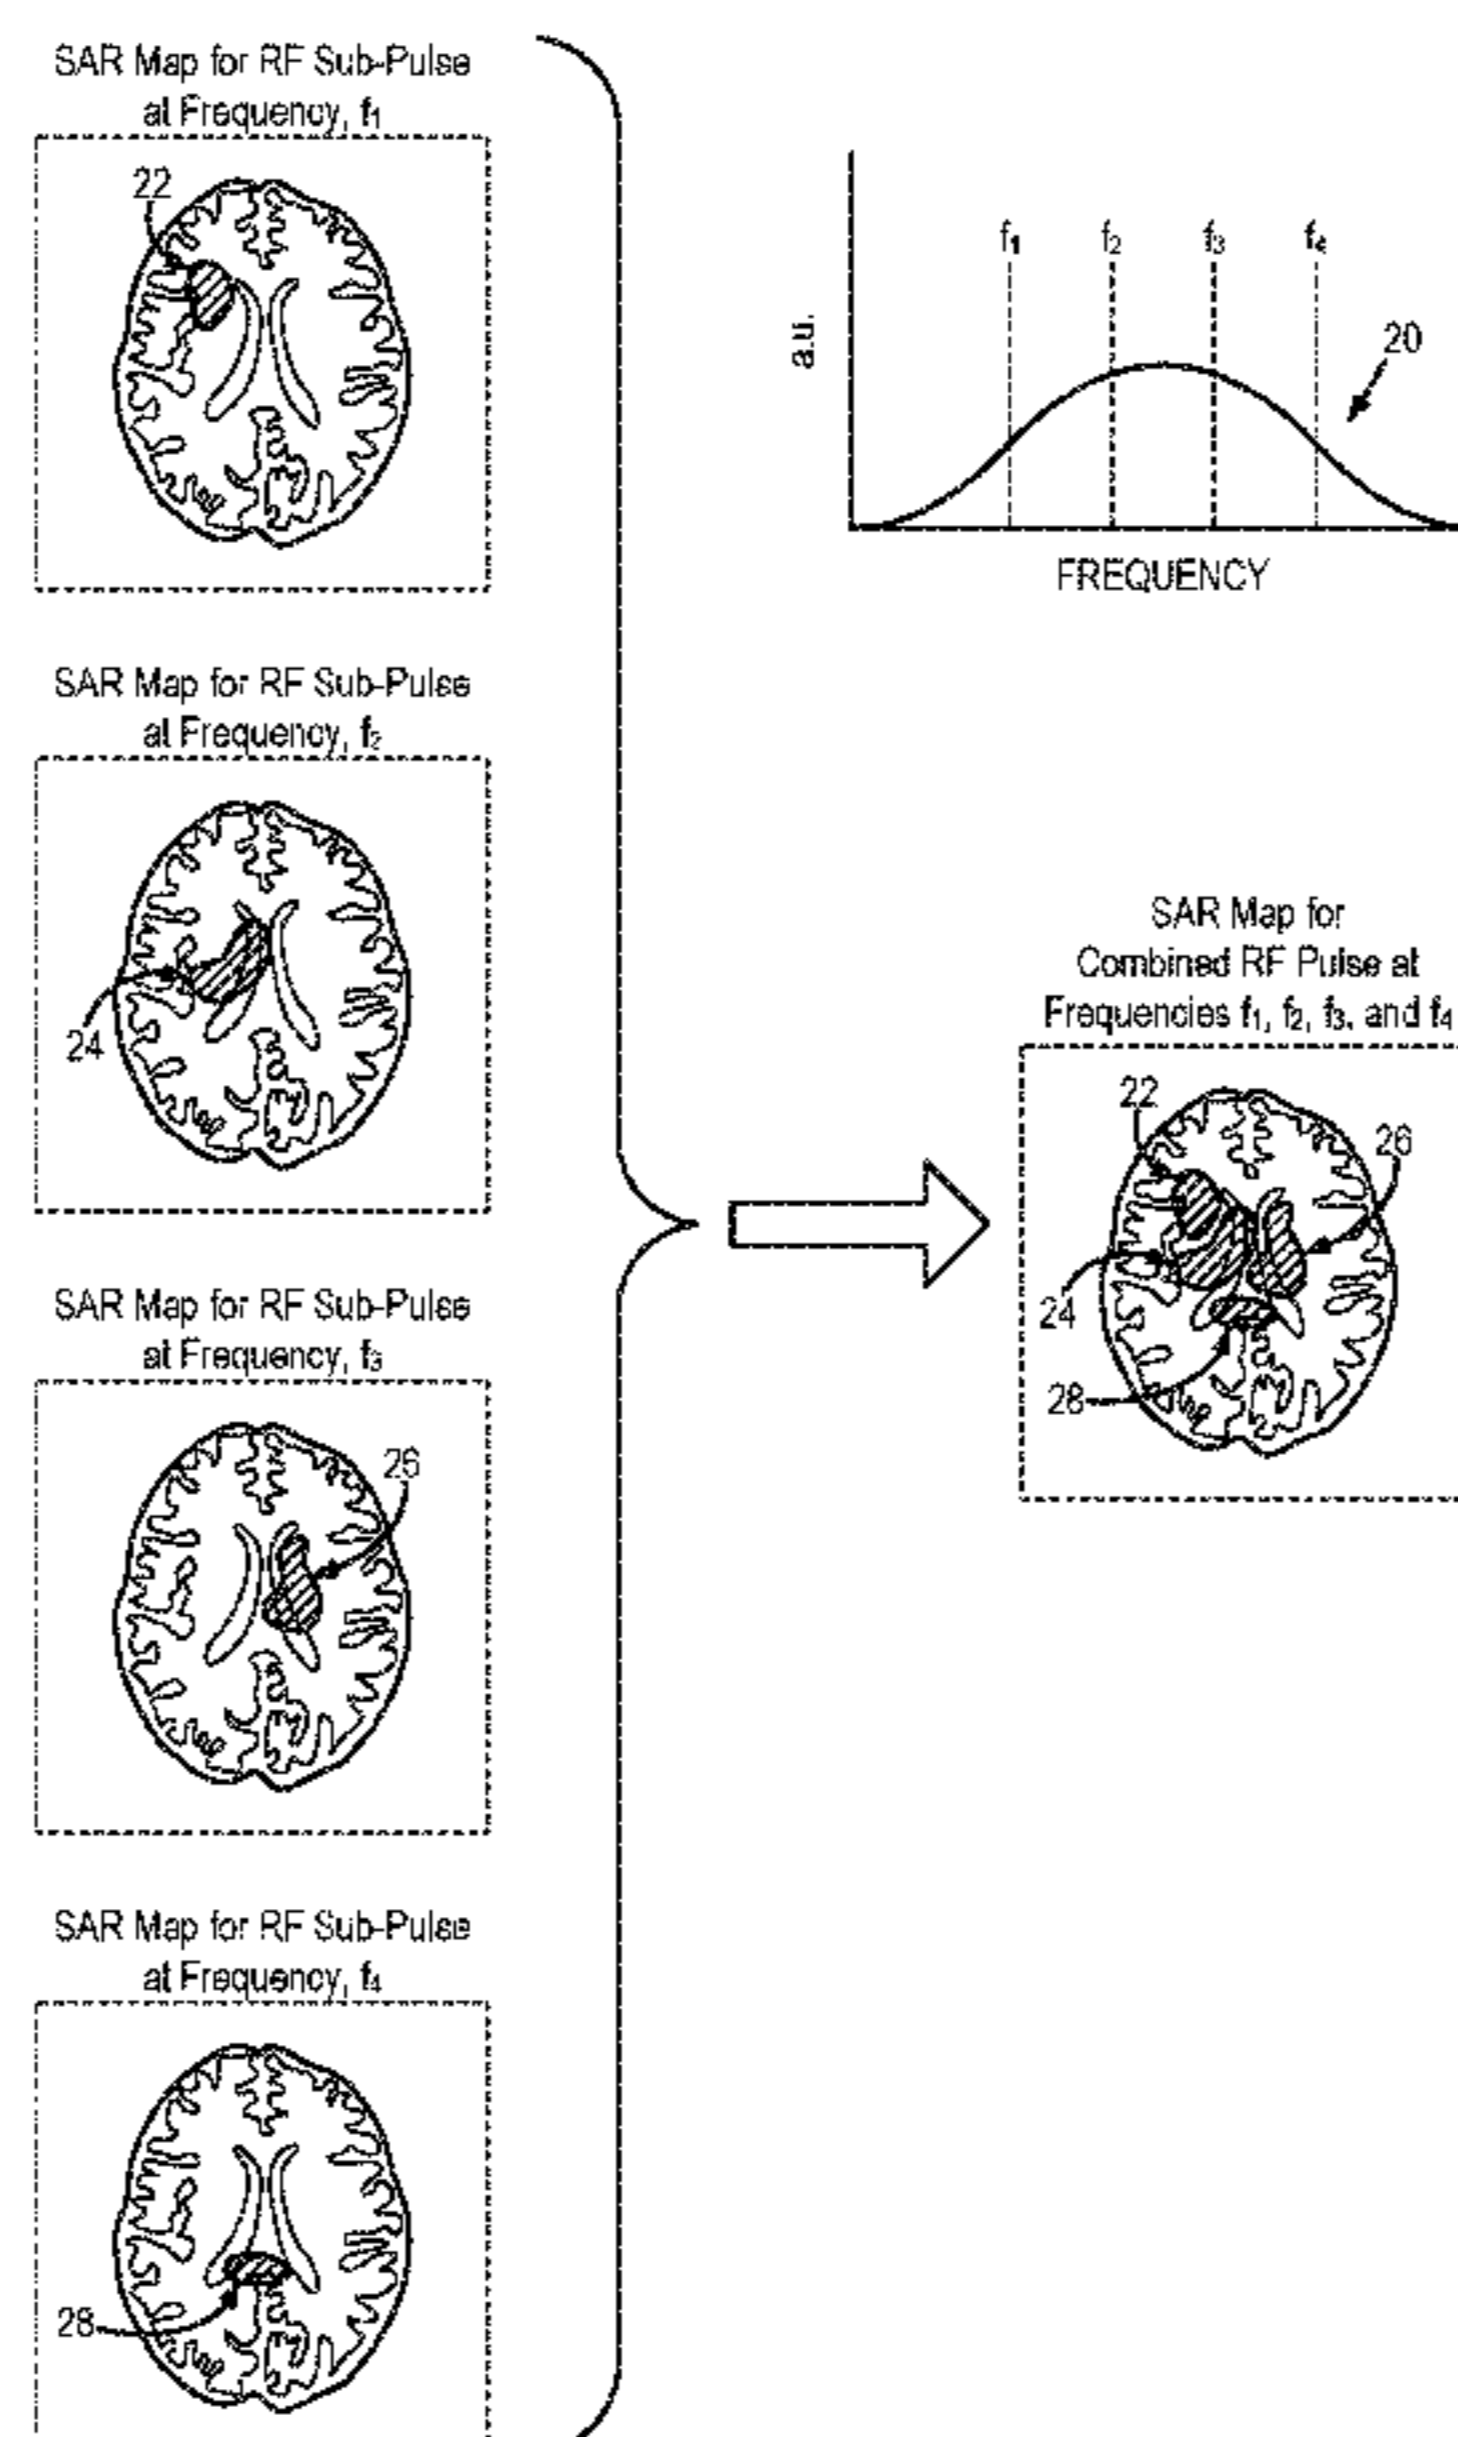 SAR Map for RF Sub-Pulse
at Frequency, f₁
22
SAR Map for RF Sub-Pulse
at Frequency, f₂
24
SAR Map for RF Sub-Pulse
at Frequency, f₃
26
SAR Map for RF Sub-Pulse
at Frequency, f₄
28
f₁ f₂ f₃ f₄
a.u.
20
FREQUENCY
SAR Map for
Combined RF Pulse at
Frequencies f₁, f₂, f₃, and f₄
22
26
24
28